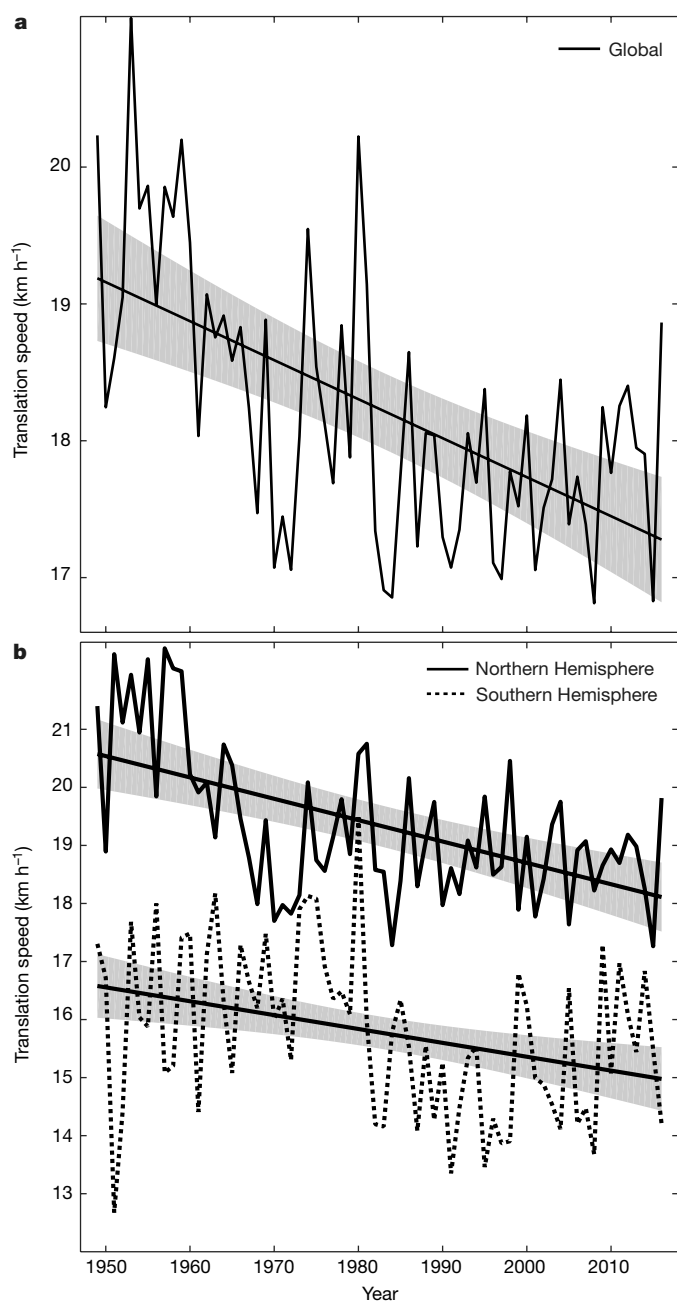 a
Global
20
19
18
17
Translation speed (km h⁻¹)
b
Northern Hemisphere
Southern Hemisphere
21
20
19
18
17
16
15
14
13
Translation speed (km h⁻¹)
1950 1960 1970 1980 1990 2000 2010
Year